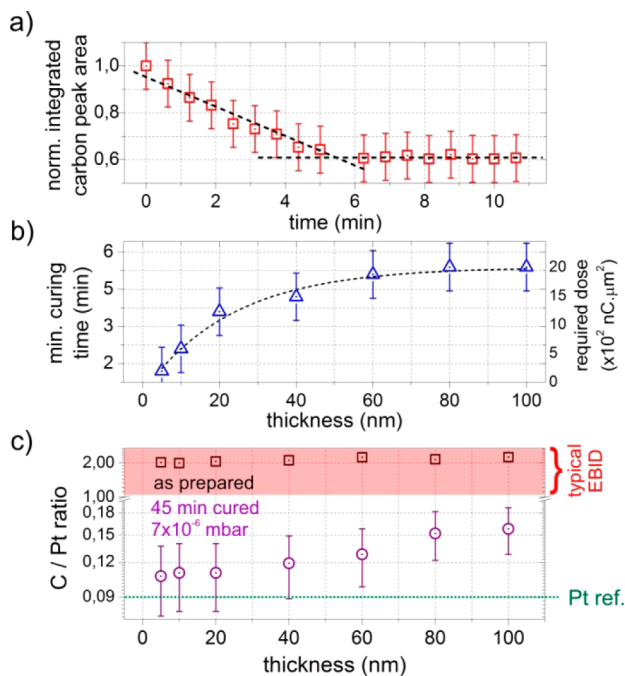 a)
norm. integrated
carbon peak area
1,0
0.8
0.6
0
2
4
6
8
10
time (min)
b)
min. curing
time (min)
6
5
3
2
20
15
10
5
0
required dose
(x10² nC.µm²)
0
20
40
60
80
100
thickness (nm)
c)
C / Pt ratio
2,00
1,00
0,18
0,12
0,09
as prepared
45 min cured
7x10⁻⁶ mbar
typical
EBID
Pt ref.
0
20
40
60
80
100
thickness (nm)